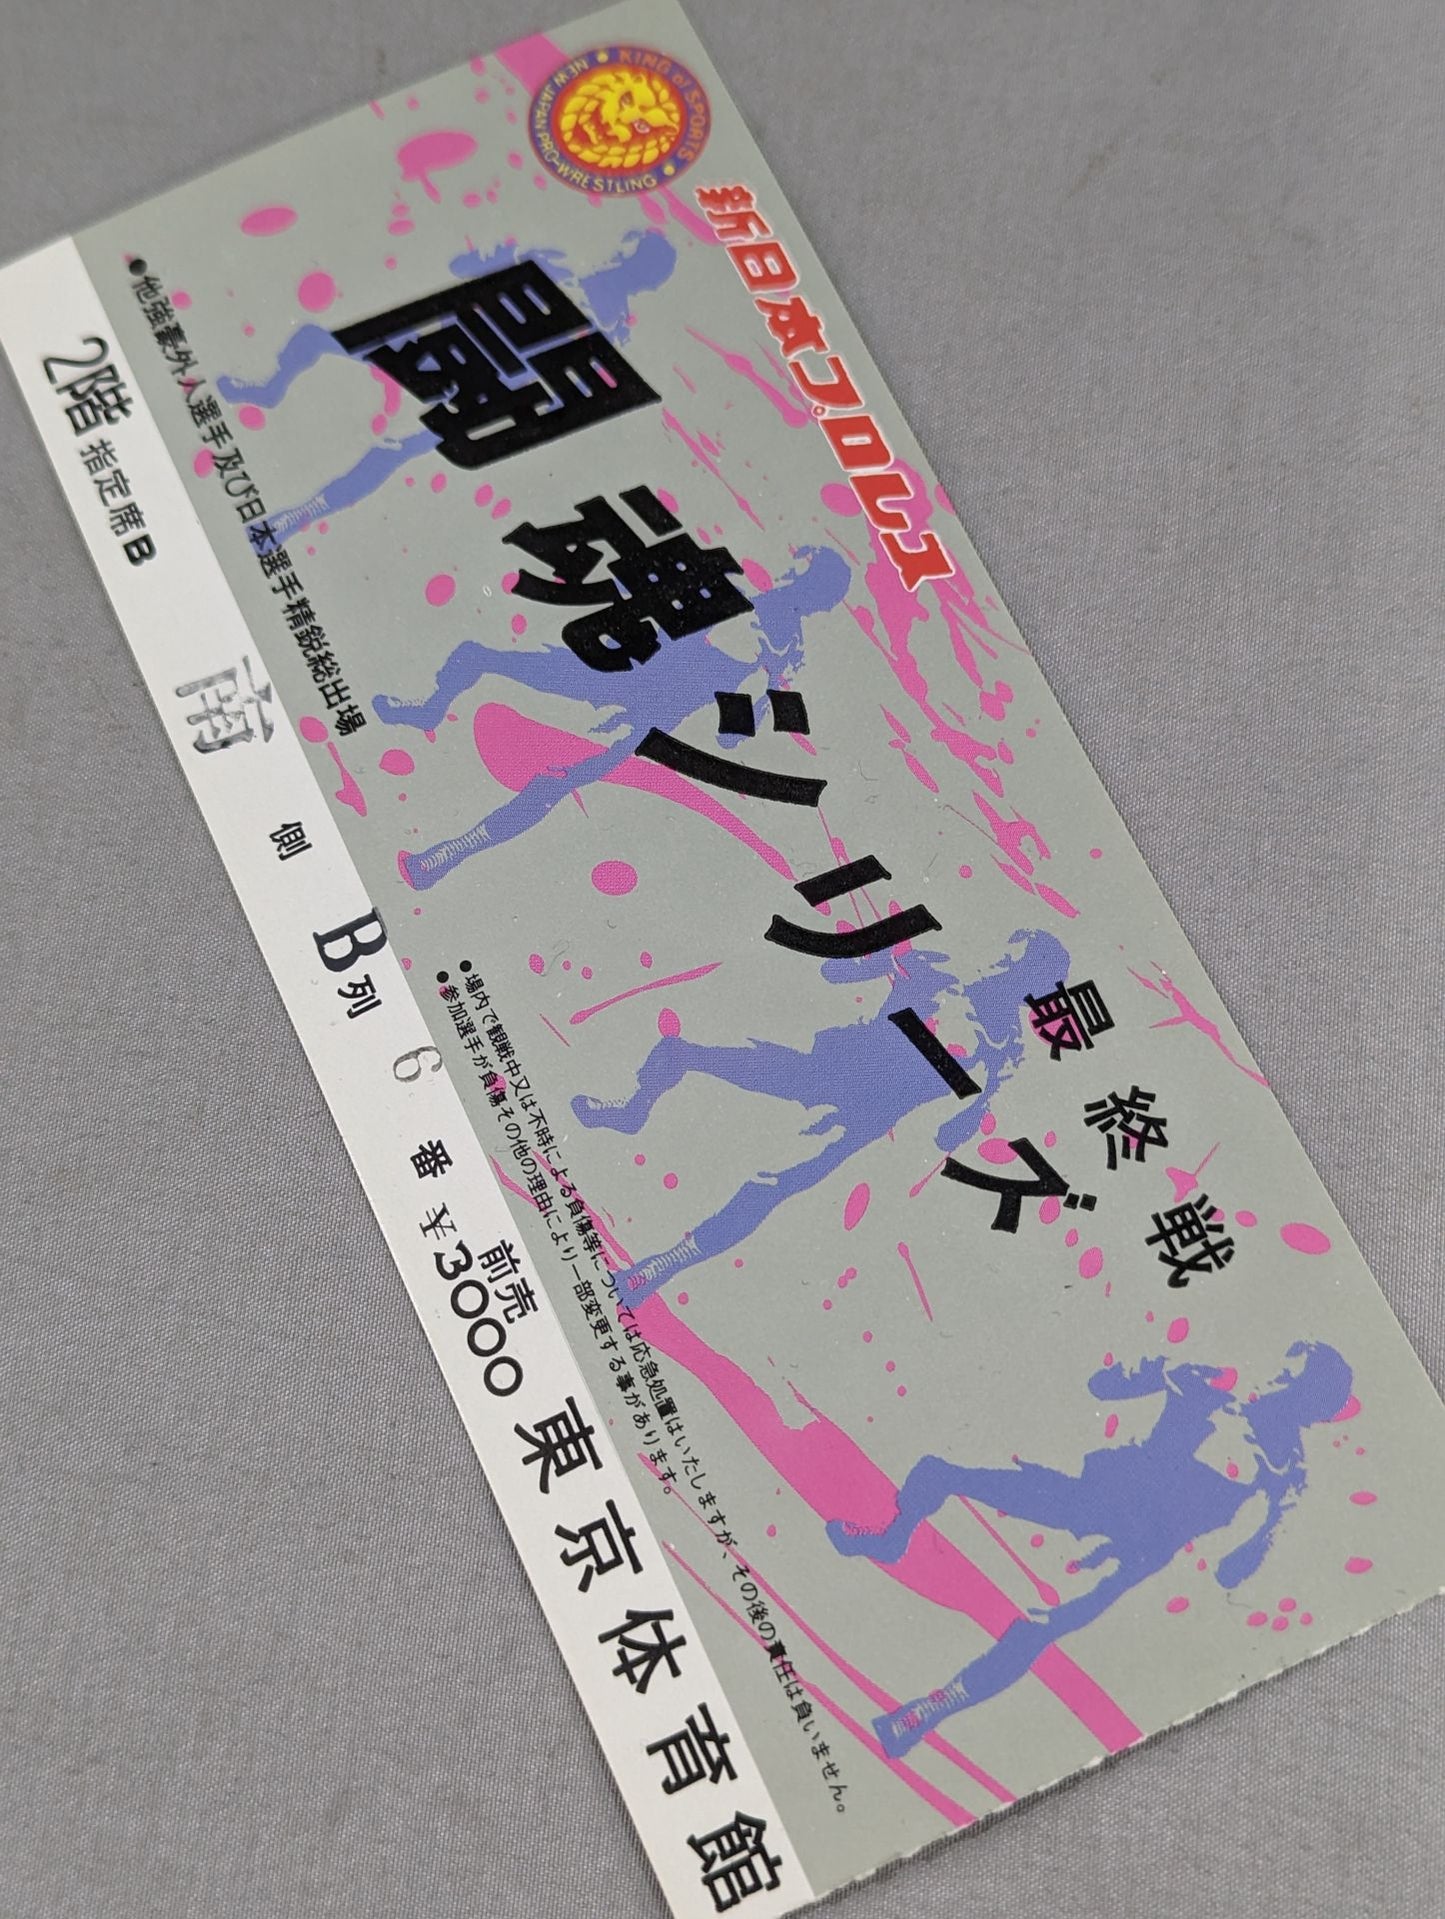 NEW JAPAN PRO-WRESTLING • KING of SPORTS •
新日本プロレス
闘魂シリーズ
最終戦
●他強豪外人選手及び日本選手精鋭総出場
●場内で観戦中又は不時による負傷等については応急処置はいたしますが、その後の責任は負いません。
●参加選手が負傷その他の理由により一部変更する事があります。
2階 指定席B 南 側 B列 6 番 前売 ¥3000 東京体育館